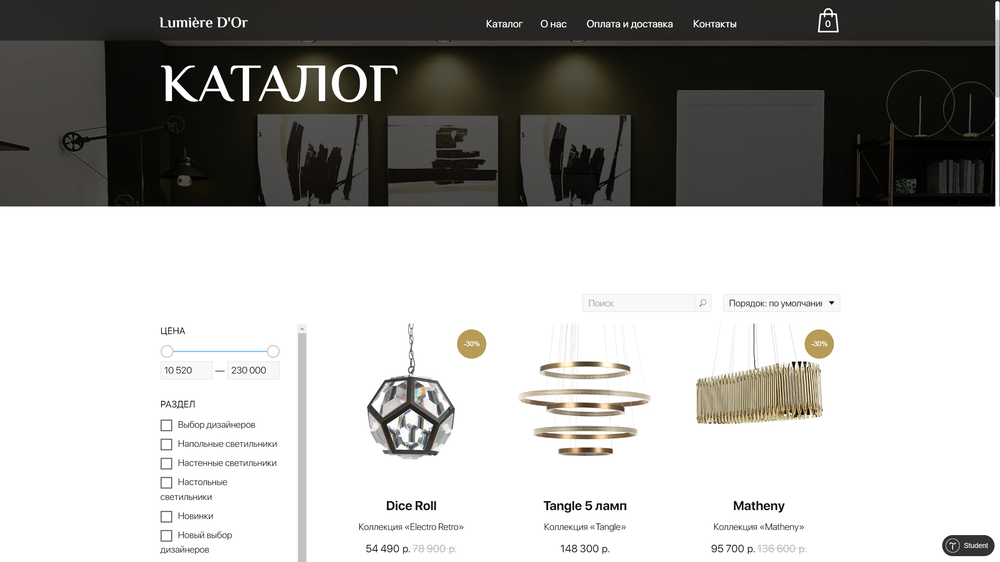 Lumière D'Or
Каталог
О нас
Оплата и доставка
Контакты
0
КАТАЛОГ
Поиск
Порядок: по умолчани
ЦЕНА
10 520 — 230 000
РАЗДЕЛ
Выбор дизайнеров
Напольные светильники
Настенные светильники
Настольные
светильники
Новинки
Новый выбор
дизайнеров
-30%
Dice Roll
Коллекция «Electro Retro»
54 490 р. 78 900 р.
Tangle 5 ламп
Коллекция «Tangle»
148 300 р.
-30%
Matheny
Коллекция «Matheny»
95 700 р. 136 600 р.
Student